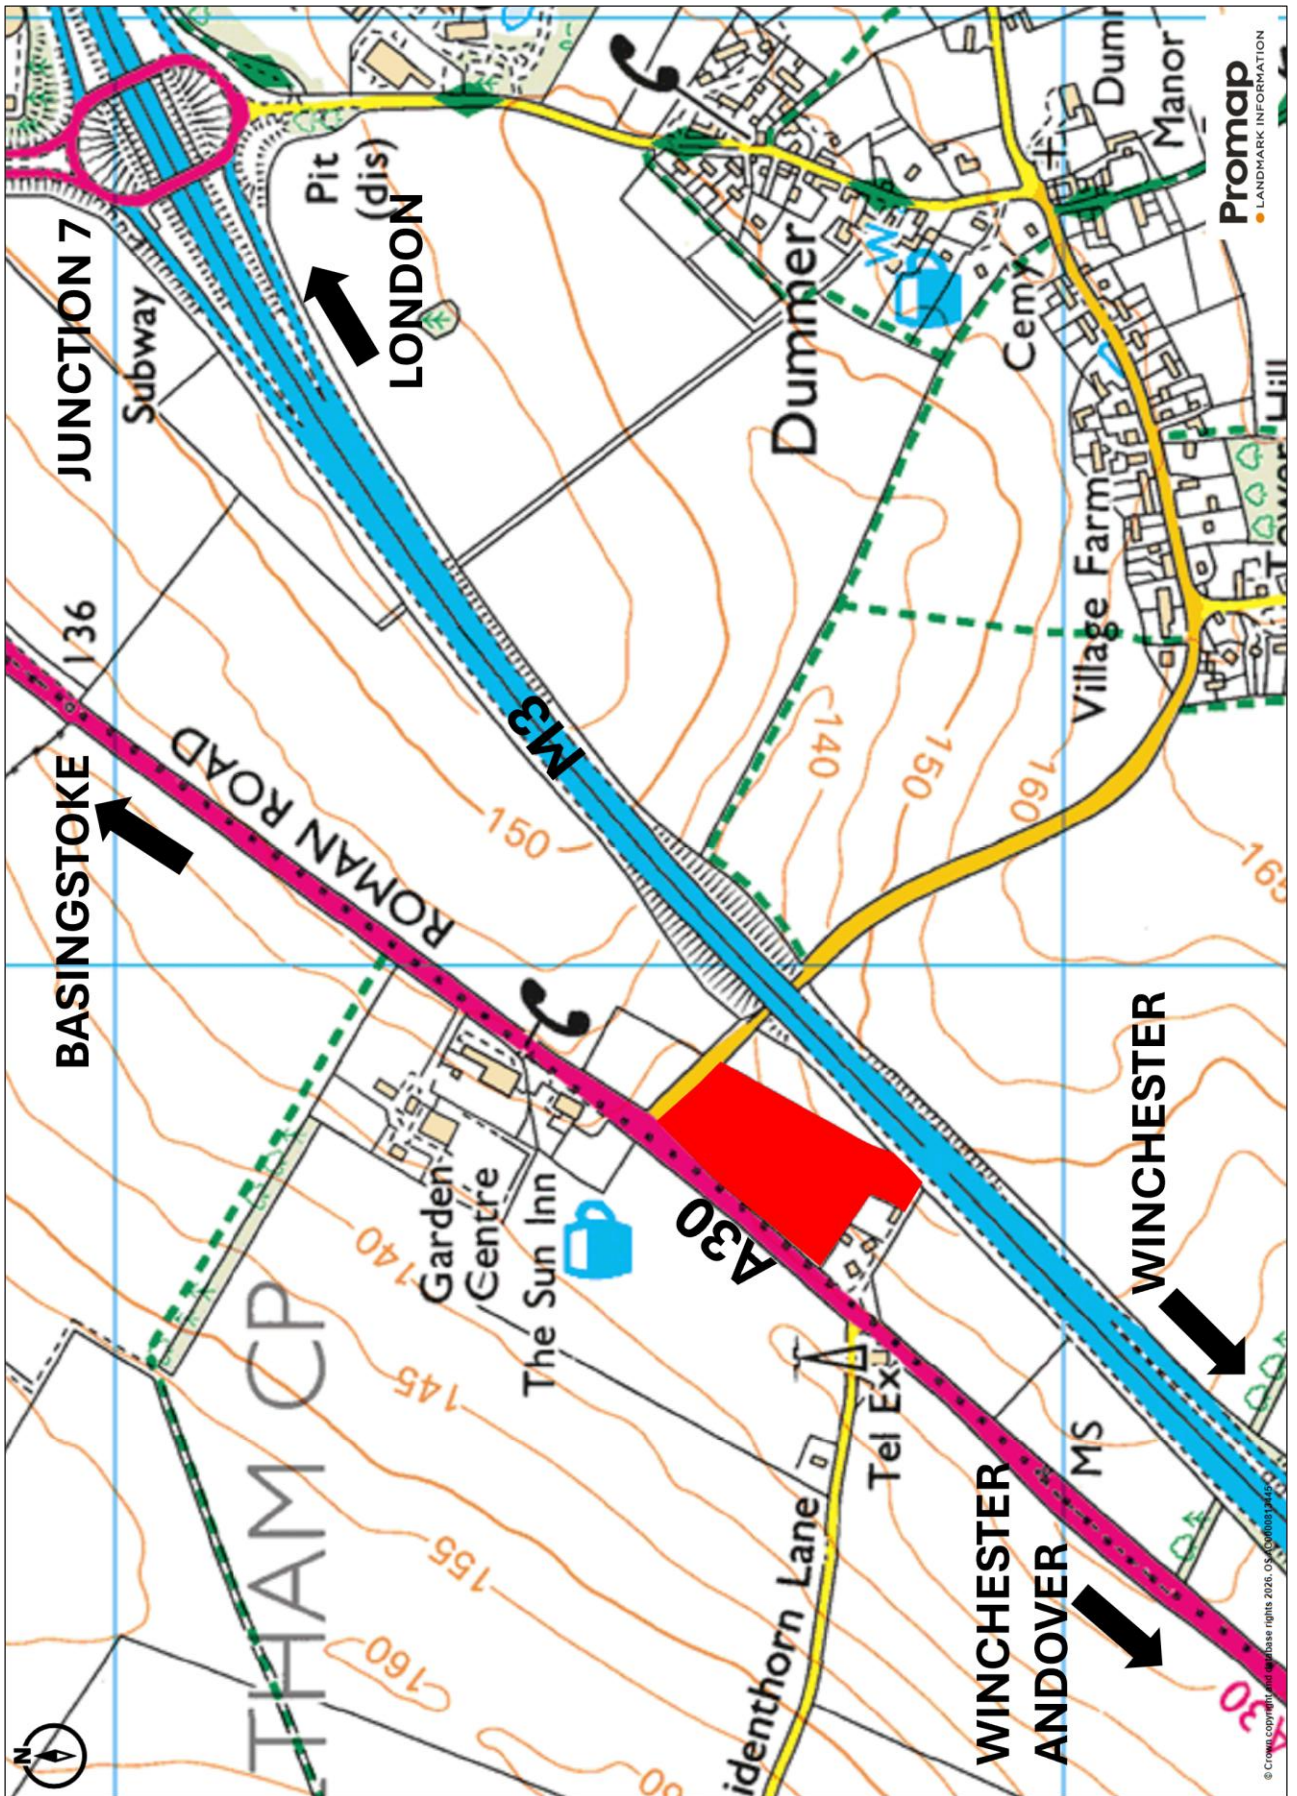 JUNCTION 7
Subway
Pit
(dis)
LONDON
Dummer
W
Cemy
Manor
Promap
LANDMARK INFORMATION
136
BASINGSTOKE
ROMAN ROAD
M3
150
140
150
160
165
Village Farm
Hill
Garden
Centre
The Sun Inn
A30
WINCHESTER
THAM CP
140
145
155
160
Tel Ex
MS
identhorn Lane
WINCHESTER
ANDOVER
A30
N